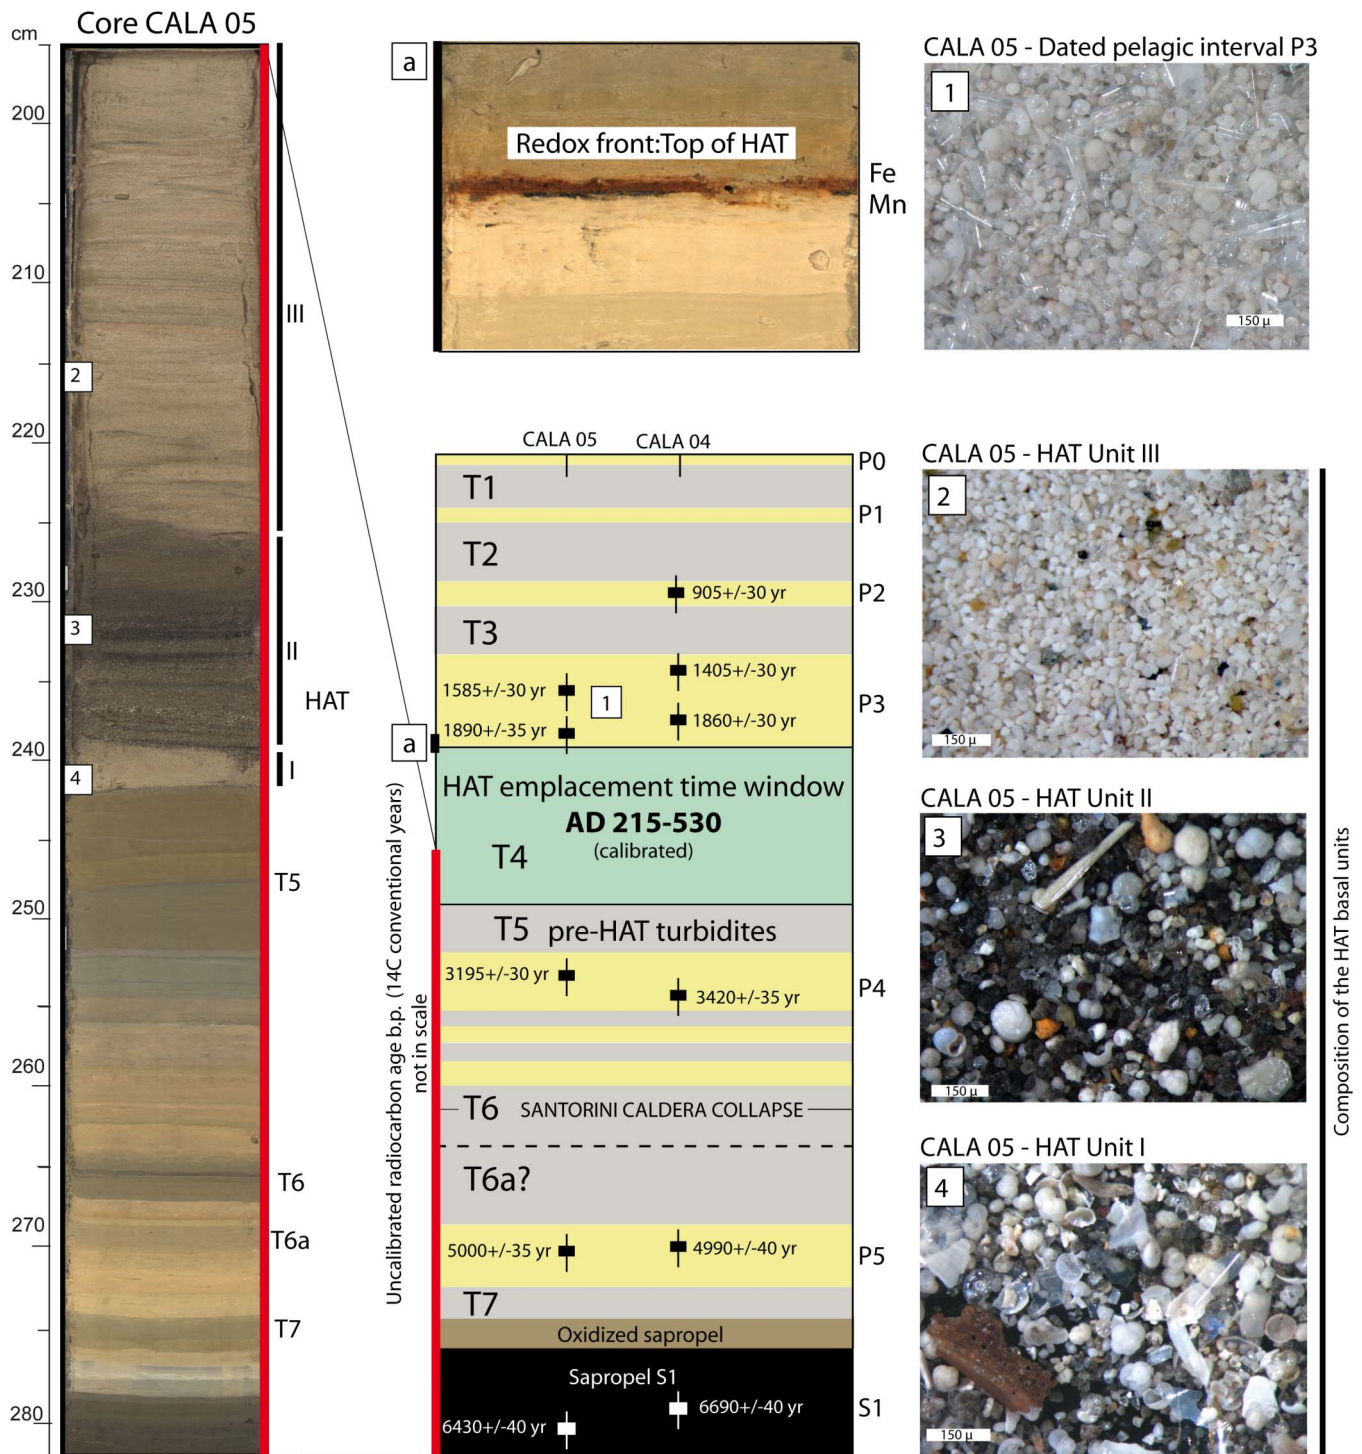 Core CALA 05
cm
200
210
220
230
240
250
260
270
280
2
3
4
III
II
HAT
I
T5
T6
T6a
T7
a
Redox front:Top of HAT
Fe
Mn
CALA 05 - Dated pelagic interval P3
1
150 µ
CALA 05
CALA 04
P0
T1
P1
T2
905+/-30 yr
P2
T3
1405+/-30 yr
1585+/-30 yr
1
P3
1860+/-30 yr
1890+/-35 yr
a
HAT emplacement time window
AD 215-530
(calibrated)
T4
T5 pre-HAT turbidites
3195+/-30 yr
3420+/-35 yr
P4
T6 SANTORINI CALDERA COLLAPSE
T6a?
5000+/-35 yr
4990+/-40 yr
P5
T7
Oxidized sapropel
Sapropel S1
6690+/-40 yr
S1
6430+/-40 yr
Uncalibrated radiocarbon age b.p. (14C conventional years)
not in scale
CALA 05 - HAT Unit III
2
150 µ
CALA 05 - HAT Unit II
3
150 µ
CALA 05 - HAT Unit I
4
150 µ
Composition of the HAT basal units